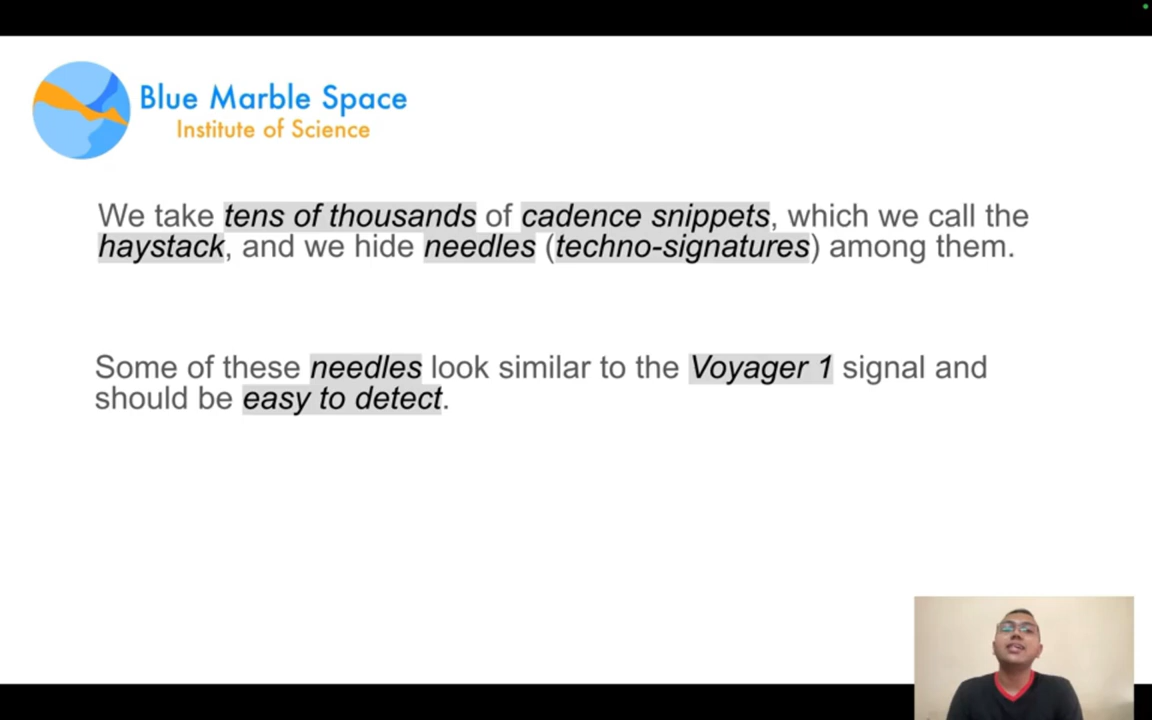 Blue Marble Space
Institute of Science
We take tens of thousands of cadence snippets, which we call the
haystack, and we hide needles (techno-signatures) among them.
Some of these needles look similar to the Voyager 1 signal and
should be easy to detect.